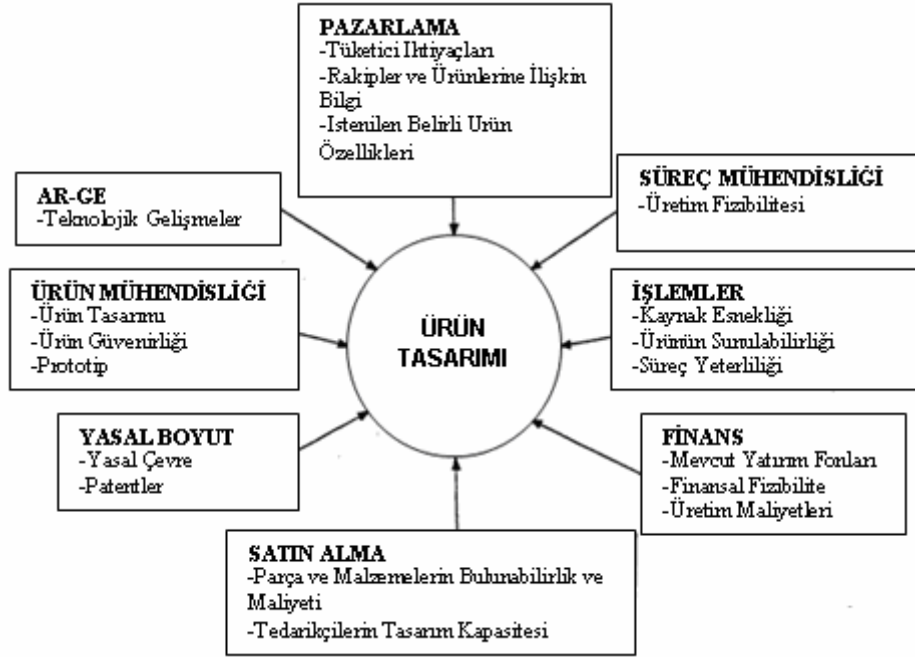 PAZARLAMA
-Tüketici Ihtiyaçları
-Rakipler ve Ürünlerine İlişkin
Bilgi
-Istenilen Belirli Urün
Özellikleri
AR-GE
-Teknolojik Gelişmeler
SÜREÇ MÜHENDİSLİĞİ
-Üretim Fizibilitesi
ÜRÜN MÜHENDİSLİĞİ
-Ürün Tasarımı
-Ürün Güvenirliği
-Prototip
ÜRÜN
TASARIMI
İŞLEMLER
-Kaynak Esnekliği
-Ürünün Sunulabilirliği
-Süreç Yeterliliği
YASAL BOYUT
-Yasal Çevre
-Patentler
FİNANS
-Mevcut Yatırım Fonları
-Finansal Fizibilite
-Üretim Maliyetleri
SATIN ALMA
-Parça ve Malzemelerin Bulunabilirlik ve
Maliyeti
-Tedarikçilerin Tasarım Kapasitesi